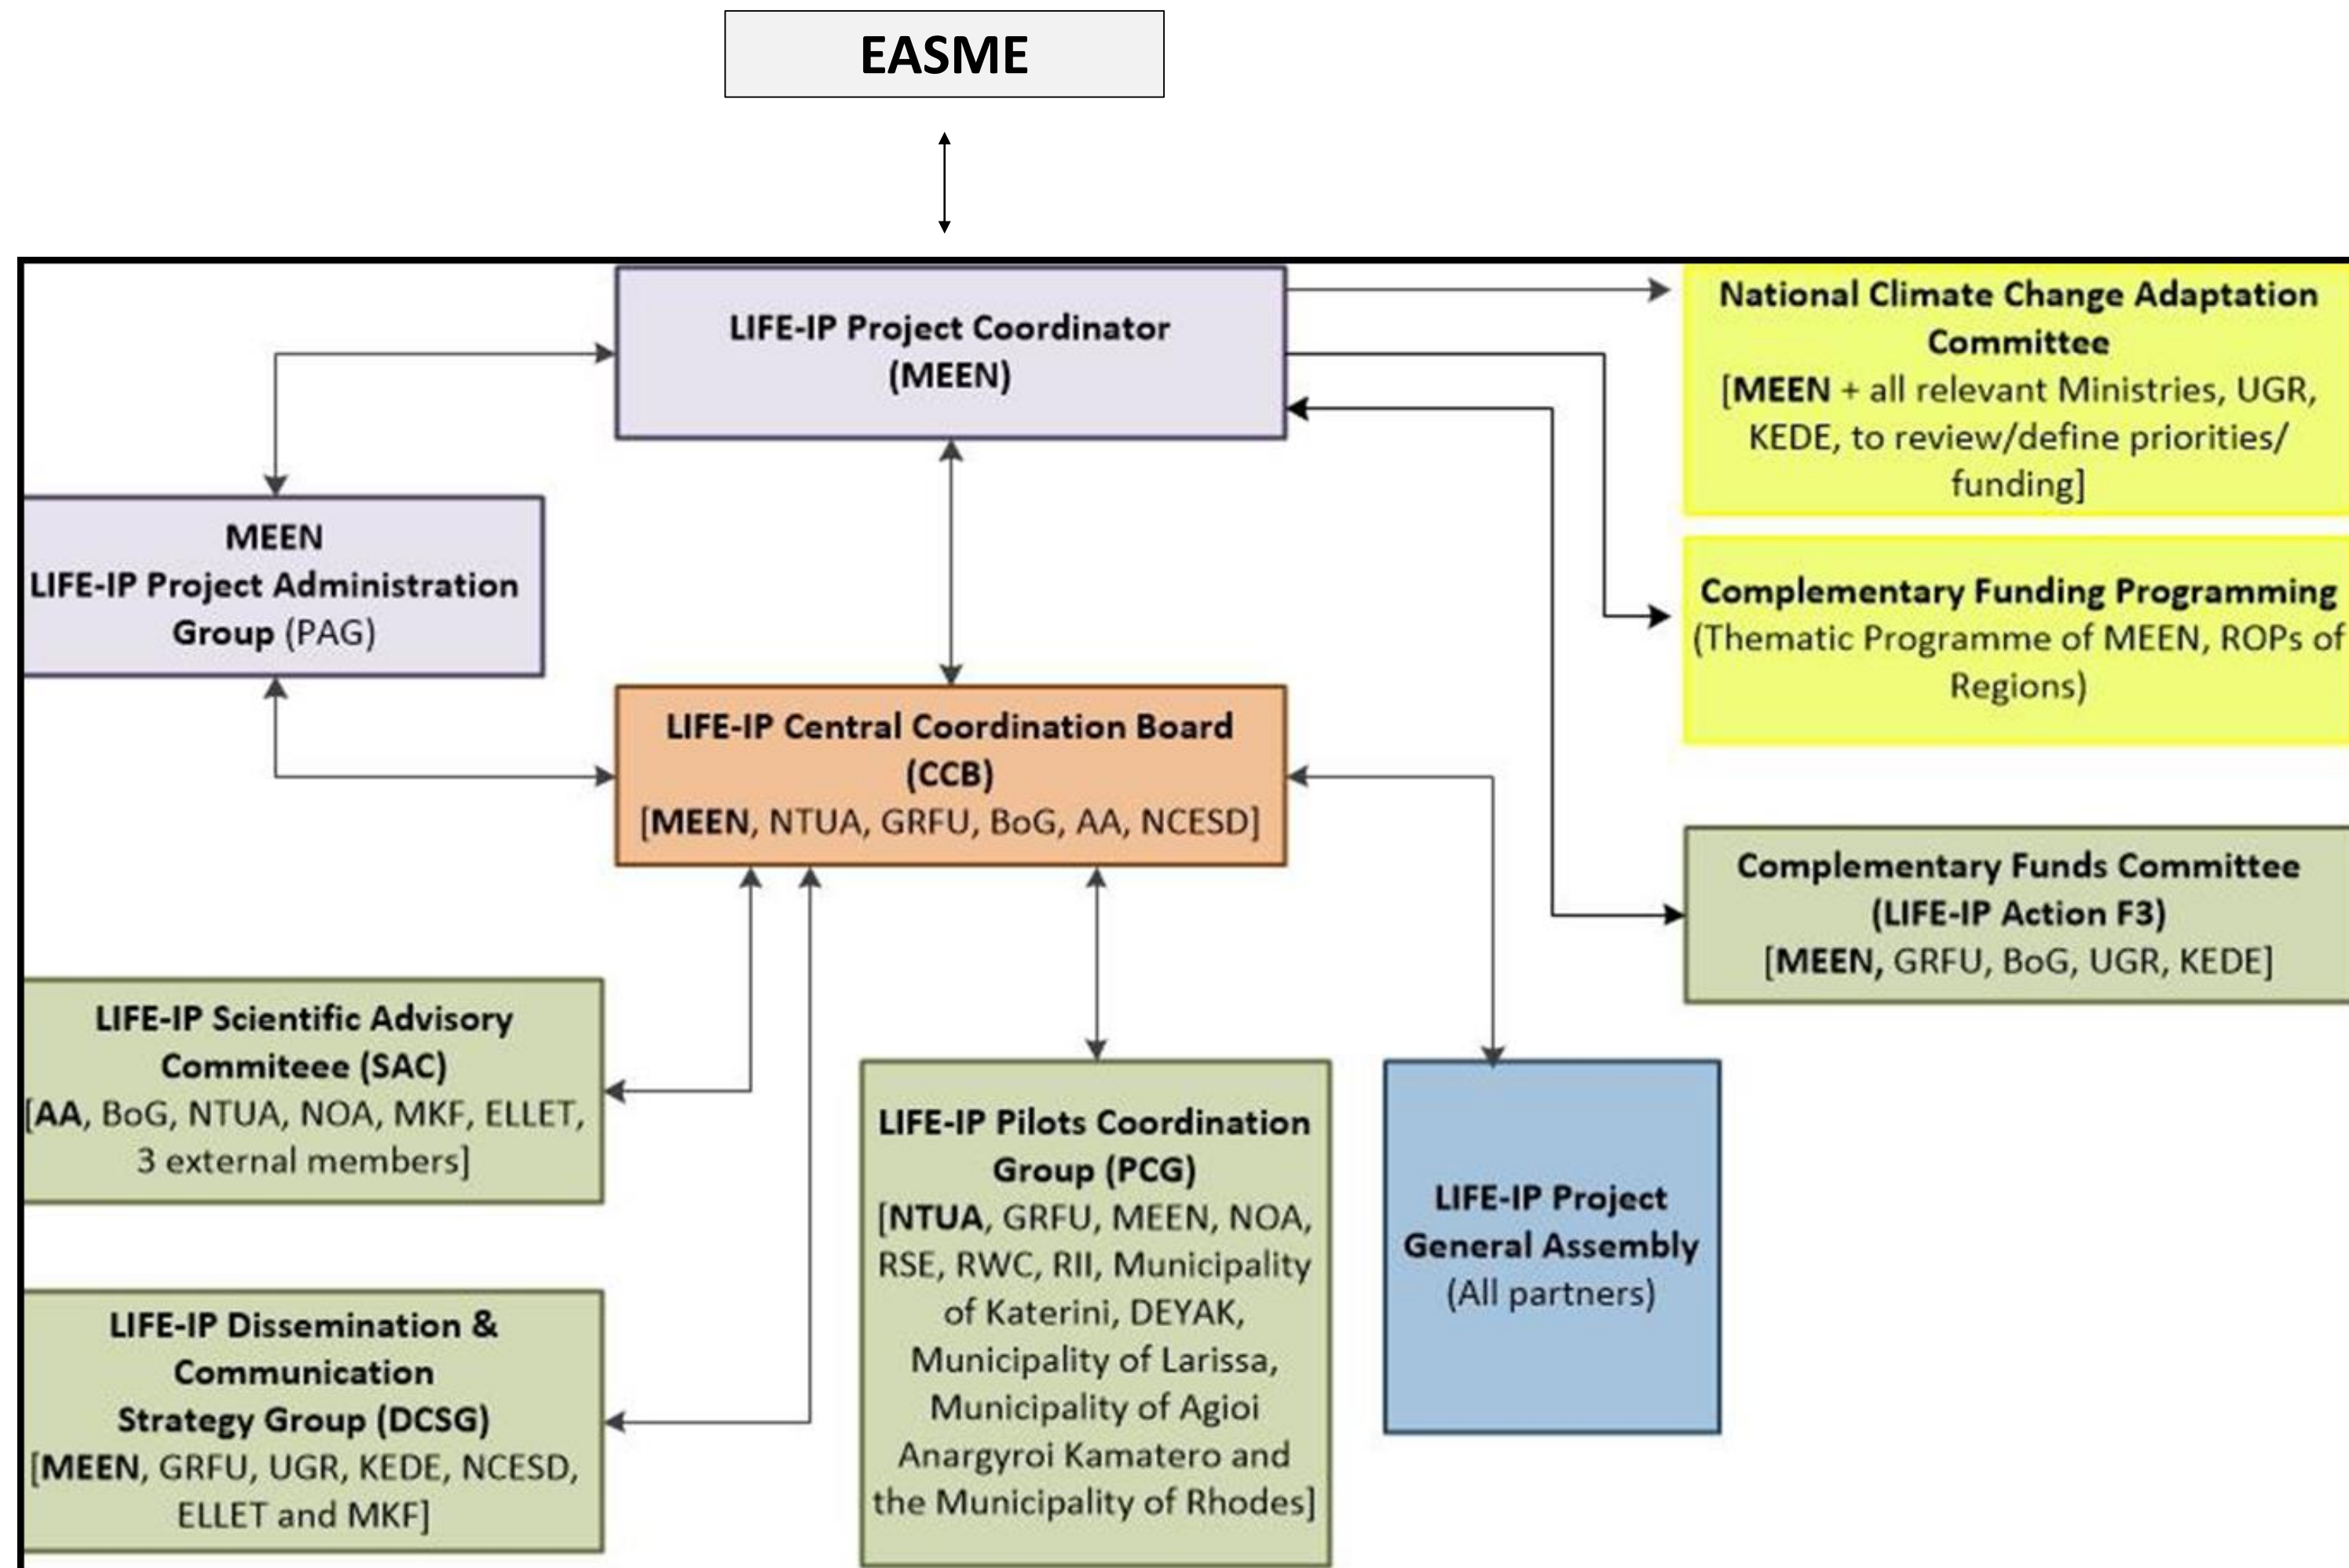 EASME
LIFE-IP Project Coordinator
(MEEN)
National Climate Change Adaptation
Committee
[MEEN + all relevant Ministries, UGR,
KEDE, to review/define priorities/
funding]
MEEN
LIFE-IP Project Administration
Group (PAG)
Complementary Funding Programming
(Thematic Programme of MEEN, ROPs of
Regions)
LIFE-IP Central Coordination Board
(CCB)
[MEEN, NTUA, GRFU, BoG, AA, NCESD]
Complementary Funds Committee
(LIFE-IP Action F3)
[MEEN, GRFU, BoG, UGR, KEDE]
LIFE-IP Scientific Advisory
Commiteee (SAC)
[AA, BoG, NTUA, NOA, MKF, ELLET,
3 external members]
LIFE-IP Dissemination &
Communication
Strategy Group (DCSG)
[MEEN, GRFU, UGR, KEDE, NCESD,
ELLET and MKF]
LIFE-IP Pilots Coordination
Group (PCG)
[NTUA, GRFU, MEEN, NOA,
RSE, RWC, RII, Municipality
of Katerini, DEYAK,
Municipality of Larissa,
Municipality of Agioi
Anargyroi Kamatero and
the Municipality of Rhodes]
LIFE-IP Project
General Assembly
(All partners)